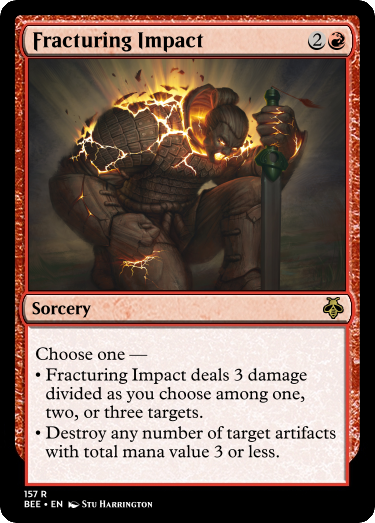 Fracturing Impact 2
Sorcery
Choose one —
• Fracturing Impact deals 3 damage
divided as you choose among one,
two, or three targets.
• Destroy any number of target artifacts
with total mana value 3 or less.
157 R
BEE • EN Stu Harrington